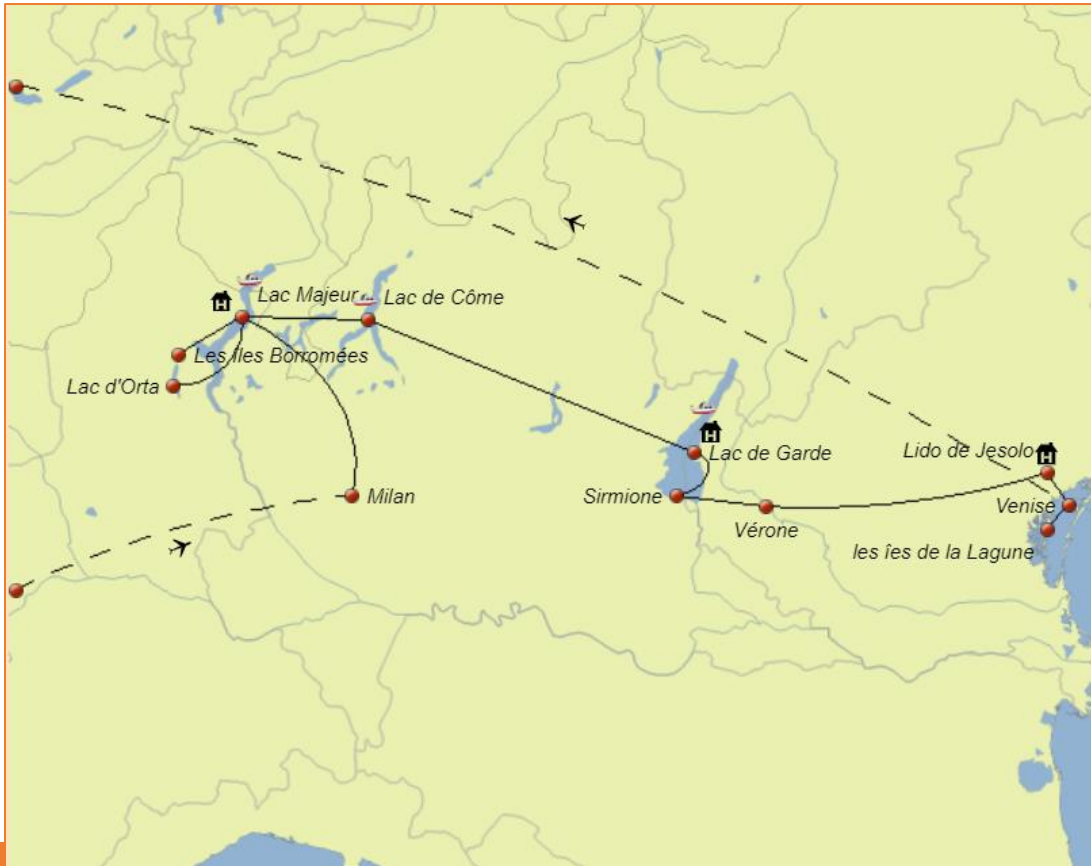 Lac Majeur
Lac de Côme
Les Îles Borromées
Lac d'Orta
Lac de Garde
Lido de Jesolo
Milan
Sirmione
Venise
Vérone
les îes de la Lagune
H
H
H